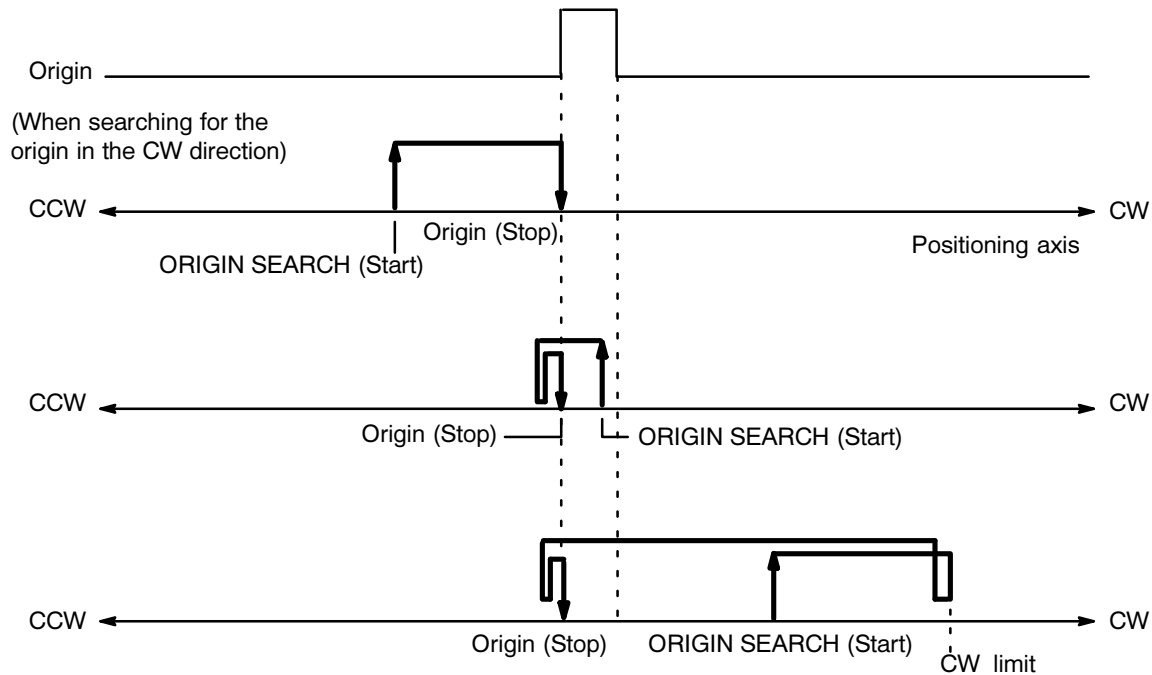 Origin
(When searching for the
origin in the CW direction)
CCW
CW
Origin (Stop)
Positioning axis
ORIGIN SEARCH (Start)
CCW
CW
Origin (Stop)
ORIGIN SEARCH (Start)
CCW
CW
Origin (Stop)
ORIGIN SEARCH (Start)
CW limit